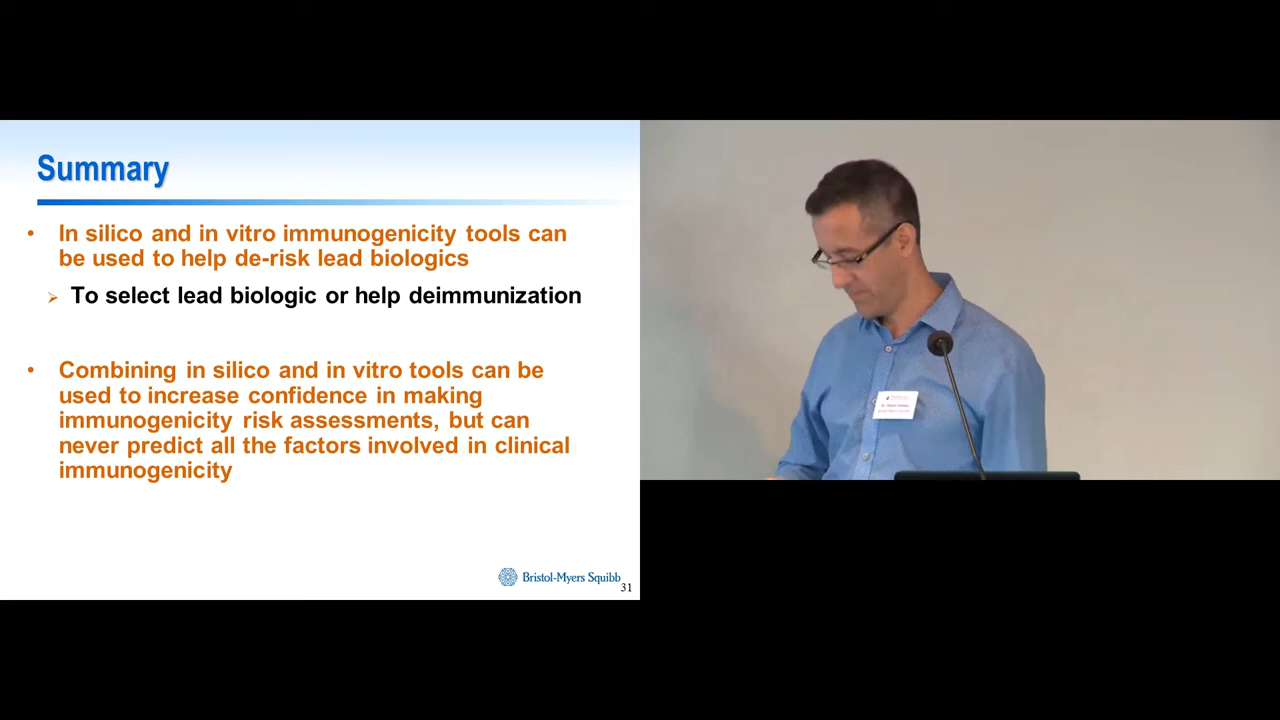 Summary
• In silico and in vitro immunogenicity tools can
be used to help de-risk lead biologics
➢ To select lead biologic or help deimmunization
• Combining in silico and in vitro tools can be
used to increase confidence in making
immunogenicity risk assessments, but can
never predict all the factors involved in clinical
immunogenicity
Bristol-Myers Squibb
31